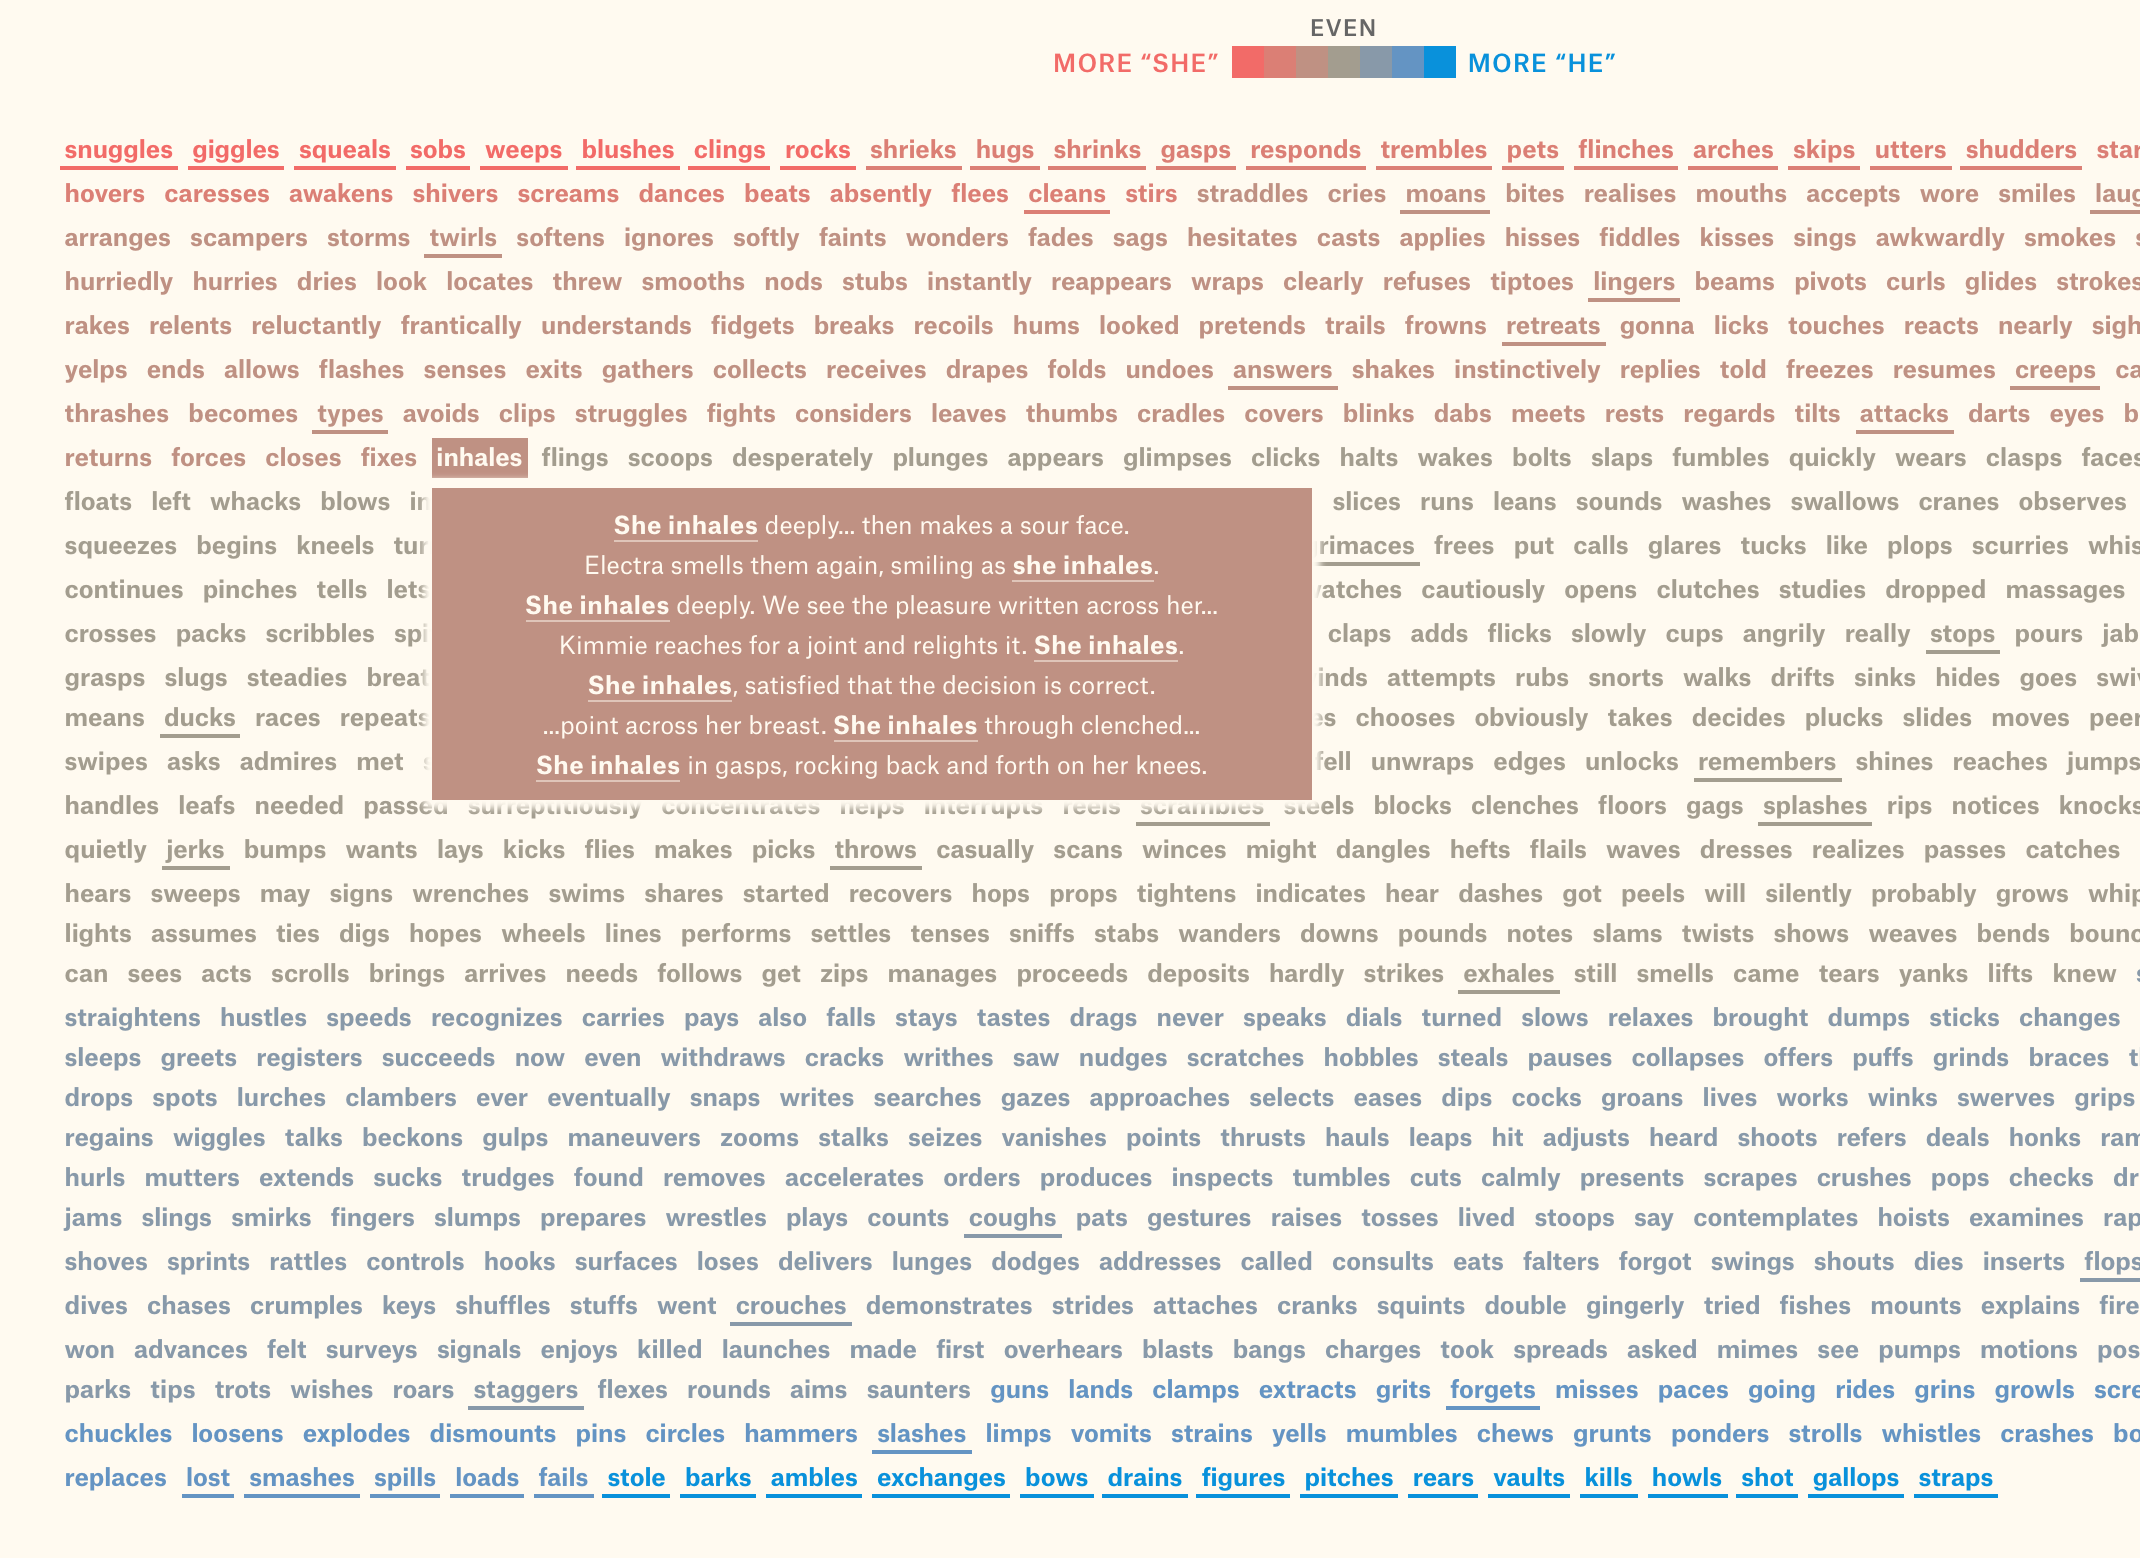 EVEN
MORE “SHE” MORE “HE”
snuggles giggles squeals sobs weeps blushes clings rocks shrieks hugs shrinks gasps responds trembles pets flinches arches skips utters shudders
hovers caresses awakens shivers screams dances beats absently flees cleans stirs straddles cries moans bites realises mouths accepts wore smiles
arranges scampers storms twirls softens ignores softly faints wonders fades sags hesitates casts applies hisses fiddles kisses sings awkwardly smokes
hurriedly hurries dries look locates threw smooths nods stubs instantly reappears wraps clearly refuses tiptoes lingers beams pivots curls glides strokes
rakes relents reluctantly frantically understands fidgets breaks recoils hums looked pretends trails frowns retreats gonna licks touches reacts nearly
yelps ends allows flashes senses exits gathers collects receives drapes folds undoes answers shakes instinctively replies told freezes resumes creeps
thrashes becomes types avoids clips struggles fights considers leaves thumbs cradles covers blinks dabs meets rests regards tilts attacks darts eyes
returns forces closes fixes inhales flings scoops desperately plunges appears glimpses clicks halts wakes bolts slaps fumbles quickly wears clasps faces
floats left whacks blows slices runs leans sounds washes swallows cranes observes
squeezes begins kneels frees put calls glares tucks like plops scurries
continues pinches tells lets cautiously opens clutches studies dropped massages
crosses packs scribbles claps adds flicks slowly cups angrily really stops pours
grasps slugs steadies attempts rubs snorts walks drifts sinks hides goes
means ducks races repeats chooses obviously takes decides plucks slides moves
swipes asks admires met fell unwraps edges unlocks remembers shines reaches jumps
handles leafs needed passed surreptitiously concentrates helps interrupts reels scrambles steels blocks clenches floors gags splashes rips notices knocks
She inhales deeply... then makes a sour face.
Electra smells them again, smiling as she inhales.
She inhales deeply. We see the pleasure written across her...
Kimmie reaches for a joint and relights it. She inhales.
She inhales, satisfied that the decision is correct.
...point across her breast. She inhales through clenched...
She inhales in gasps, rocking back and forth on her knees.
quietly jerks bumps wants lays kicks flies makes picks throws casually scans winces might dangles hefts flails waves dresses realizes passes catches
hears sweeps may signs wrenches swims shares started recovers hops props tightens indicates hear dashes got peels will silently probably grows
lights assumes ties digs hopes wheels lines performs settles tenses sniffs stabs wanders downs pounds notes slams twists shows weaves bends
can sees acts scrolls brings arrives needs follows get zips manages proceeds deposits hardly strikes exhales still smells came tears yanks lifts knew
straightens hustles speeds recognizes carries pays also falls stays tastes drags never speaks dials turned slows relaxes brought dumps sticks changes
sleeps greets registers succeeds now even withdraws cracks writhes saw nudges scratches hobbles steals pauses collapses offers puffs grinds braces
drops spots lurches clambers ever eventually snaps writes searches gazes approaches selects eases dips cocks groans lives works winks swerves grips
regains wiggles talks beckons gulps maneuvers zooms stalks seizes vanishes points thrusts hauls leaps hit adjusts heard shoots refers deals honks
hurls mutters extends sucks trudges found removes accelerates orders produces inspects tumbles cuts calmly presents scrapes crushes pops checks
jams slings smirks fingers slumps prepares wrestles plays counts coughs pats gestures raises tosses lived stoops say contemplates hoists examines
shoves sprints rattles controls hooks surfaces loses delivers lunges dodges addresses called consults eats falters forgot swings shouts dies inserts flops
dives chases crumples keys shuffles stuffs went crouches demonstrates strides attaches cranks squints double gingerly tried fishes mounts explains
won advances felt surveys signals enjoys killed launches made first overhears blasts bangs charges took spreads asked mimes see pumps motions
parks tips trots wishes roars staggers flexes rounds aims saunters guns lands clamps extracts grits forgets misses paces going rides grins growls
chuckles loosens explodes dismounts pins circles hammers slashes limps vomits strains yells mumbles chews grunts ponders strolls whistles crashes
replaces lost smashes spills loads fails stole barks ambles exchanges bows drains figures pitches rears vaults kills howls shot gallops straps